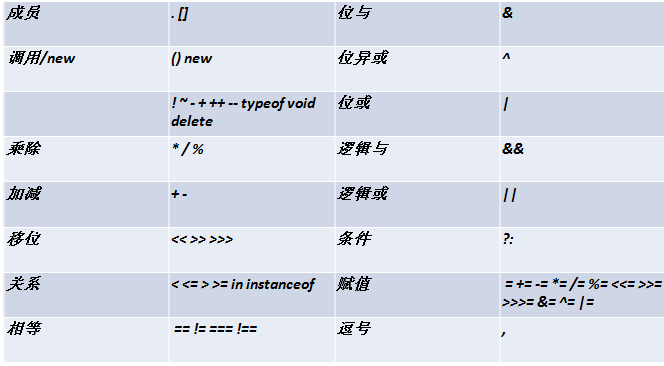 成员 . [] 位与 &
调用/new () new 位异或 ^
! ~ - + ++ -- typeof void
delete 位或 |
乘除 * / % 逻辑与 &&
加减 + - 逻辑或 ||
移位 << >> >>> 条件 ?:
关系 < <= > >= in instanceof 赋值 = += -= *= /= %= <<= >>=
>>>= &= ^= |=
相等 == != === !== 逗号 ,